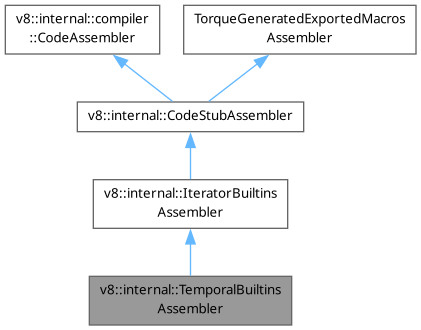 v8::internal::compiler
::CodeAssembler
TorqueGeneratedExportedMacros
Assembler
v8::internal::CodeStubAssembler
v8::internal::IteratorBuiltins
Assembler
v8::internal::TemporalBuiltins
Assembler